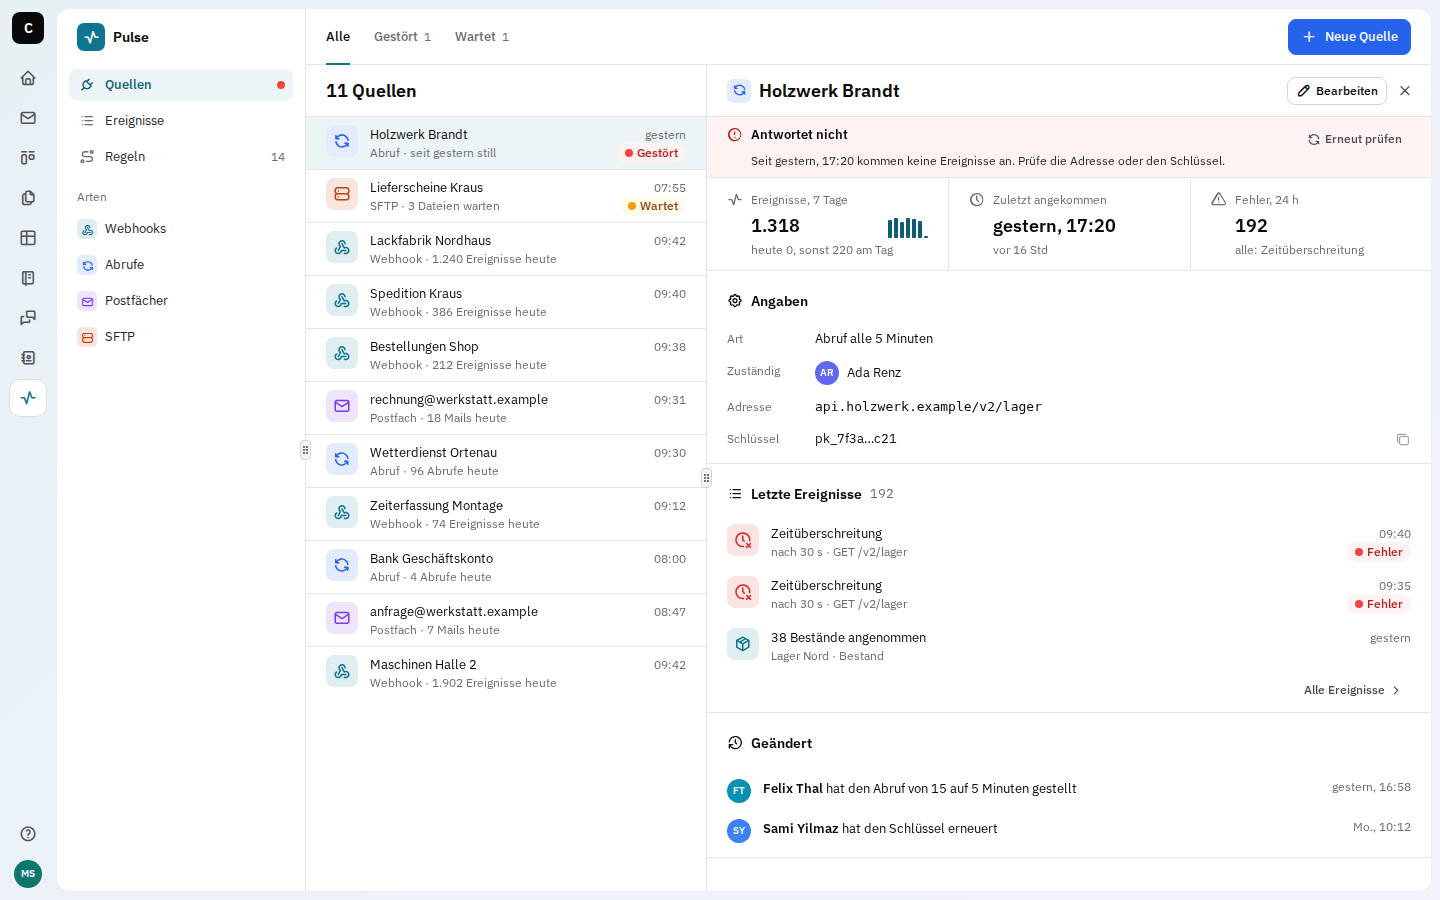 C
Pulse
Quellen
Ereignisse
Regeln 14
Arten
Webhooks
Abrufe
Postfächer
SFTP
MS
Alle Gestört 1 Wartet 1
Neue Quelle
11 Quellen
Holzwerk Brandt gestern
Abruf · seit gestern still Gestört
Lieferscheine Kraus 07:55
SFTP · 3 Dateien warten Wartet
Lackfabrik Nordhaus 09:42
Webhook · 1.240 Ereignisse heute
Spedition Kraus 09:40
Webhook · 386 Ereignisse heute
Bestellungen Shop 09:38
Webhook · 212 Ereignisse heute
rechnung@werkstatt.example 09:31
Postfach · 18 Mails heute
Wetterdienst Ortenau 09:30
Abruf · 96 Abrufe heute
Zeiterfassung Montage 09:12
Webhook · 74 Ereignisse heute
Bank Geschäftskonto 08:00
Abruf · 4 Abrufe heute
anfrage@werkstatt.example 08:47
Postfach · 7 Mails heute
Maschinen Halle 2 09:42
Webhook · 1.902 Ereignisse heute
Holzwerk Brandt
Bearbeiten
Antwortet nicht
Erneut prüfen
Seit gestern, 17:20 kommen keine Ereignisse an. Prüfe die Adresse oder den Schlüssel.
Ereignisse, 7 Tage
1.318
heute 0, sonst 220 am Tag
Zuletzt angekommen
gestern, 17:20
vor 16 Std
Fehler, 24 h
192
alle: Zeitüberschreitung
Angaben
Art Abruf alle 5 Minuten
Zuständig AR Ada Renz
Adresse api.holzwerk.example/v2/lager
Schlüssel pk_7f3a…c21
Letzte Ereignisse 192
Zeitüberschreitung 09:40
nach 30 s · GET /v2/lager Fehler
Zeitüberschreitung 09:35
nach 30 s · GET /v2/lager Fehler
38 Bestände angenommen gestern
Lager Nord · Bestand
Alle Ereignisse
Geändert
FT Felix Thal hat den Abruf von 15 auf 5 Minuten gestellt gestern, 16:58
SY Sami Yilmaz hat den Schlüssel erneuert Mo., 10:12